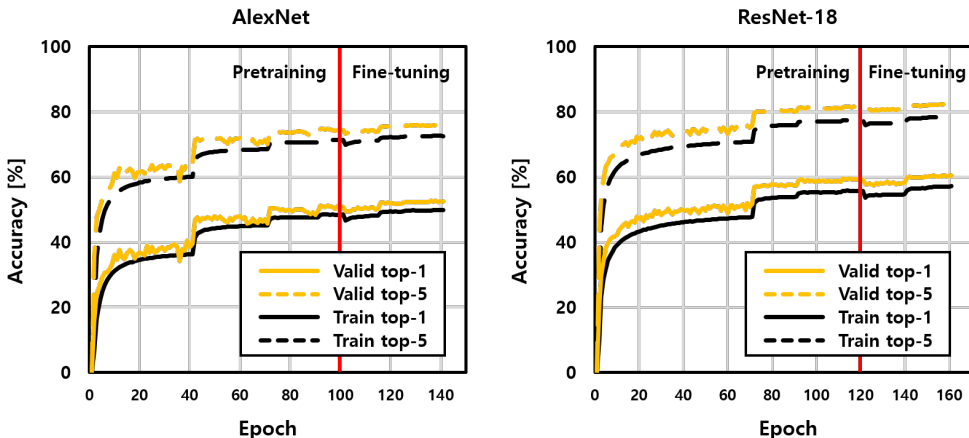 AlexNet
Accuracy [%]
100
80
60
40
20
0
Pretraining
Fine-tuning
Valid top-1
Valid top-5
Train top-1
Train top-5
0 20 40 60 80 100 120 140
Epoch
ResNet-18
Accuracy [%]
100
80
60
40
20
0
Pretraining
Fine-tuning
Valid top-1
Valid top-5
Train top-1
Train top-5
0 20 40 60 80 100 120 140 160
Epoch